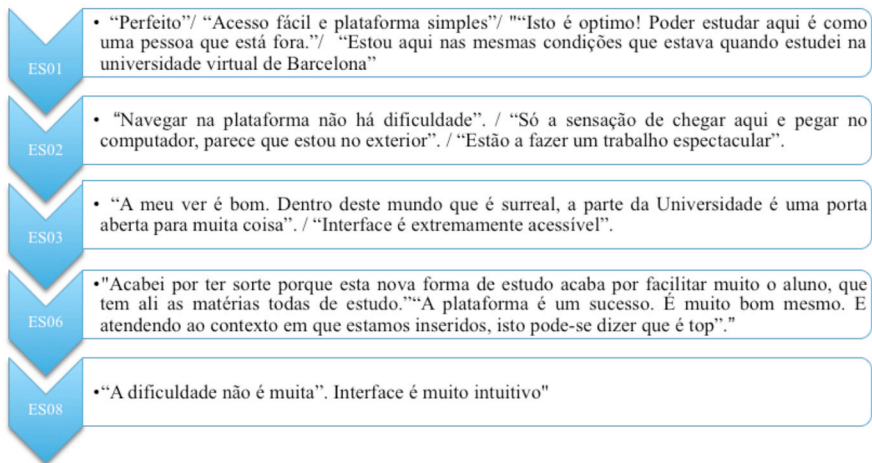 ES01
• “Perfeito”/ “Acesso fácil e plataforma simples”/ "“Isto é optimo! Poder estudar aqui é como
uma pessoa que está fora.”/ “Estou aqui nas mesmas condições que estava quando estudei na
universidade virtual de Barcelona”
ES02
• “Navegar na plataforma não há dificuldade”. / “Só a sensação de chegar aqui e pegar no
computador, parece que estou no exterior”. / “Estão a fazer um trabalho espectacular”.
ES03
• “A meu ver é bom. Dentro deste mundo que é surreal, a parte da Universidade é uma porta
aberta para muita coisa”. / “Interface é extremamente acessível”.
ES06
•"Acabei por ter sorte porque esta nova forma de estudo acaba por facilitar muito o aluno, que
tem ali as matérias todas de estudo.”“A plataforma é um sucesso. É muito bom mesmo. E
atendendo ao contexto em que estamos inseridos, isto pode-se dizer que é top”.”
ES08
•“A dificuldade não é muita”. Interface é muito intuitivo"